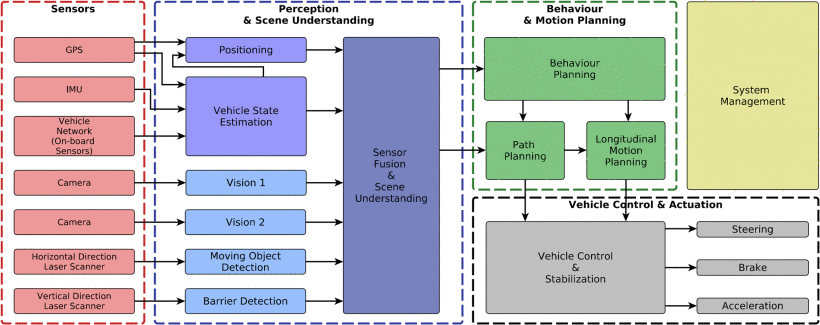 Sensors
GPS
IMU
Vehicle
Network
(On-board
Sensors)
Camera
Camera
Horizontal Direction
Laser Scanner
Vertical Direction
Laser Scanner
Perception
& Scene Understanding
Positioning
Vehicle State
Estimation
Vision 1
Vision 2
Moving Object
Detection
Barrier Detection
Sensor
Fusion
&
Scene
Understanding
Behaviour
& Motion Planning
Behaviour
Planning
Path
Planning
Longitudinal
Motion
Planning
System
Management
Vehicle Control & Actuation
Vehicle Control
&
Stabilization
Steering
Brake
Acceleration